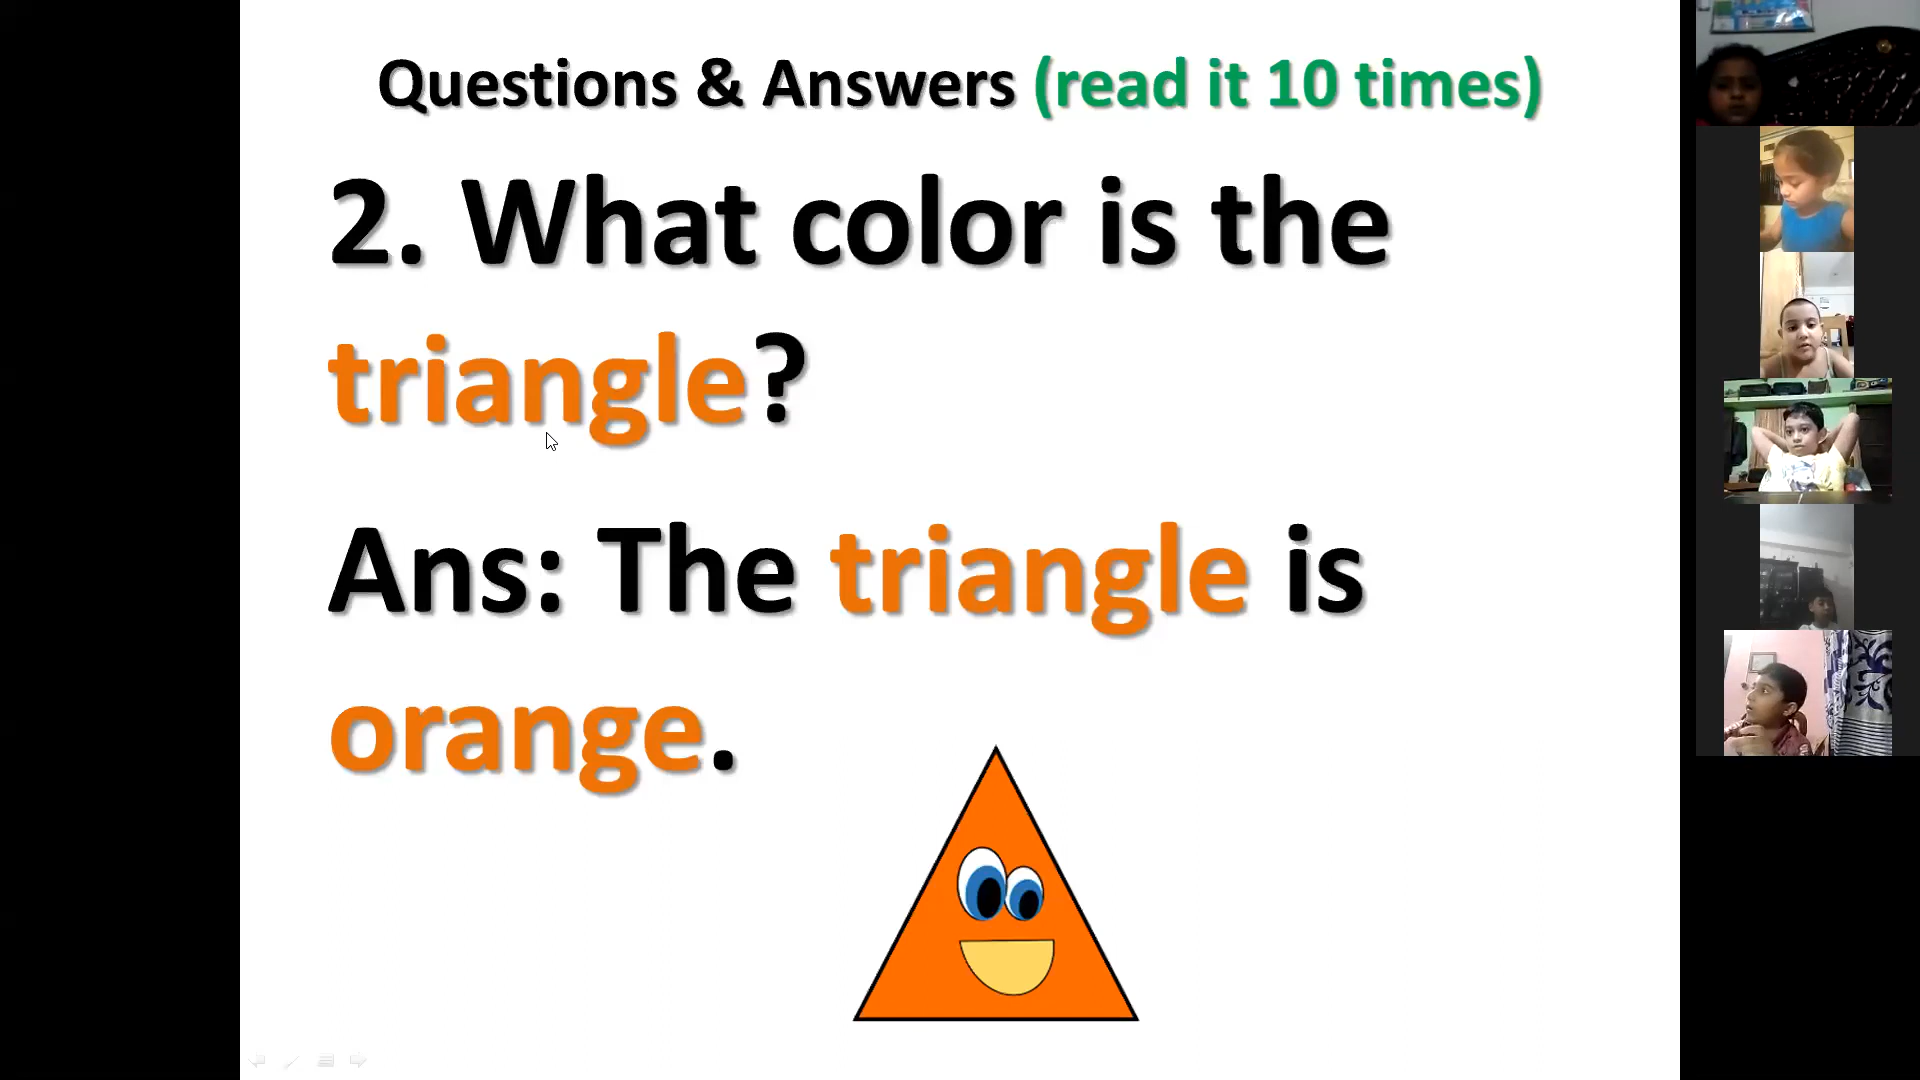 Questions & Answers (read it 10 times)
2. What color is the
triangle?
Ans: The triangle is
orange.